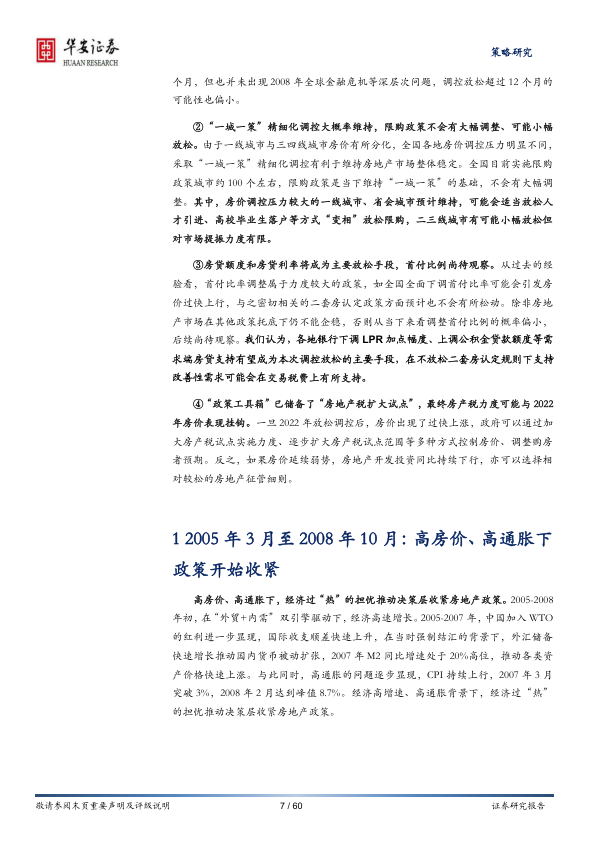 华安证券
HUAAN RESEARCH
策略研究
个月，但也并未出现 2008 年全球金融危机等深层次问题，调控放松超过 12 个月的
可能性也偏小。
②“一城一策”精细化调控大概率维持，限购政策不会有大幅调整、可能小幅
放松。由于一线城市与三四线城市房价有所分化，全国各地房价调控压力明显不同，
采取“一城一策”精细化调控有利于维持房地产市场整体稳定。全国目前实施限购
政策城市约 100 个左右，限购政策是当下维持“一城一策”的基础，不会有大幅调
整。其中，房价调控压力较大的一线城市、省会城市预计维持，可能会适当放松人
才引进、高校毕业生落户等方式“变相”放松限购，二三线城市有可能小幅放松但
对市场提振力度有限。
③房贷额度和房贷利率将成为主要放松手段，首付比例尚待观察。从过去的经
验看，首付比率调整属于力度较大的政策，如全国全面下调首付比率可能会引发房
价过快上行，与之密切相关的二套房认定政策方面预计也不会有所松动。除非房地
产市场在其他政策托底下仍不能企稳，否则从当下来看调整首付比例的概率偏小，
后续尚待观察。我们认为，各地银行下调 LPR 加点幅度、上调公积金贷款额度等需
求端房贷支持有望成为本次调控放松的主要手段，在不放松二套房认定规则下支持
改善性需求可能会在交易税费上有所支持。
④“政策工具箱”已储备了“房地产税扩大试点”，最终房产税力度可能与 2022
年房价表现挂钩。一旦 2022 年放松调控后，房价出现了过快上涨，政府可以通过加
大房产税试点实施力度、逐步扩大房产税试点范围等多种方式控制房价、调整购房
者预期。反之，如果房价延续弱势，房地产开发投资同比持续下行，亦可以选择相
对较松的房地产征管细则。
1 2005 年 3 月至 2008 年 10 月：高房价、高通胀下
政策开始收紧
高房价、高通胀下，经济过“热”的担忧推动决策层收紧房地产政策。2005-2008
年初，在“外贸+内需” 双引擎驱动下，经济高速增长。2005-2007 年，中国加入 WTO
的红利进一步显现，国际收支顺差快速上升，在当时强制结汇的背景下，外汇储备
快速增长推动国内货币被动扩张，2007 年 M2 同比增速处于 20%高位，推动各类资
产价格快速上涨。与此同时，高通胀的问题逐步显现，CPI 持续上行，2007 年 3 月
突破 3%，2008 年 2 月达到峰值 8.7%。经济高增速、高通胀背景下，经济过“热”
的担忧推动决策层收紧房地产政策。
敬请参阅末页重要声明及评级说明
7 / 60
证券研究报告